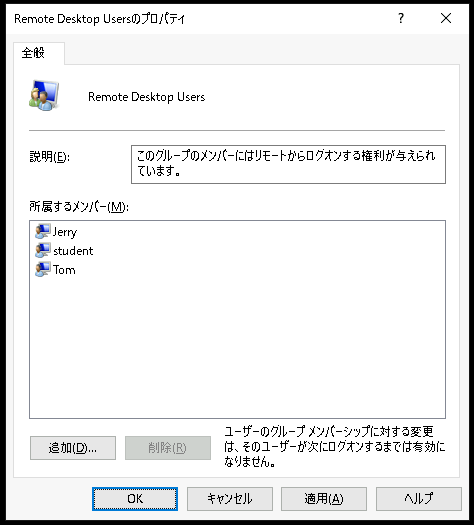 Remote Desktop Usersのプロパティ
?
全般
Remote Desktop Users
説明(E):
このグループのメンバーにはリモートからログオンする権利が与えられ
ています。
所属するメンバー(M):
Jerry
student
Tom
追加(D)...
削除(R)
ユーザーのグループ メンバーシップに対する変更
は、そのユーザーが次にログオンするまでは有効に
なりません。
OK
キャンセル
適用(A)
ヘルプ